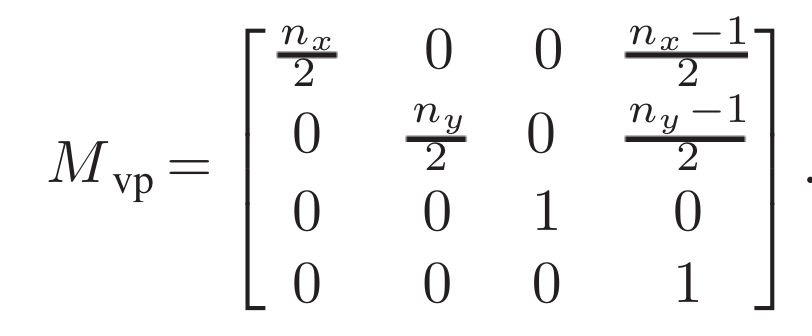 M_vp = [ n_x/2 0 0 (n_x − 1)/2
0 n_y/2 0 (n_y − 1)/2
0 0 1 0
0 0 0 1 ] .